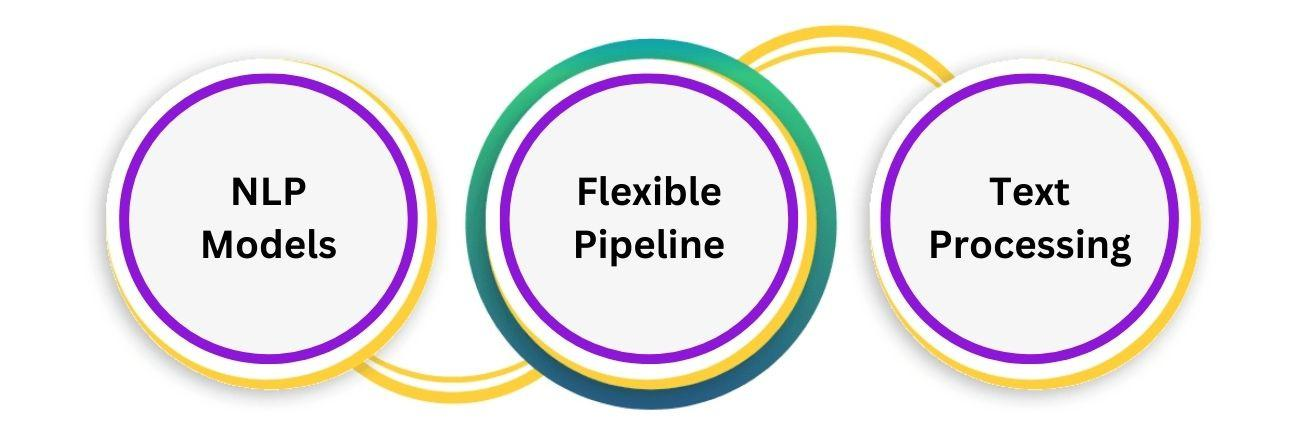 NLP
Models
Flexible
Pipeline
Text
Processing